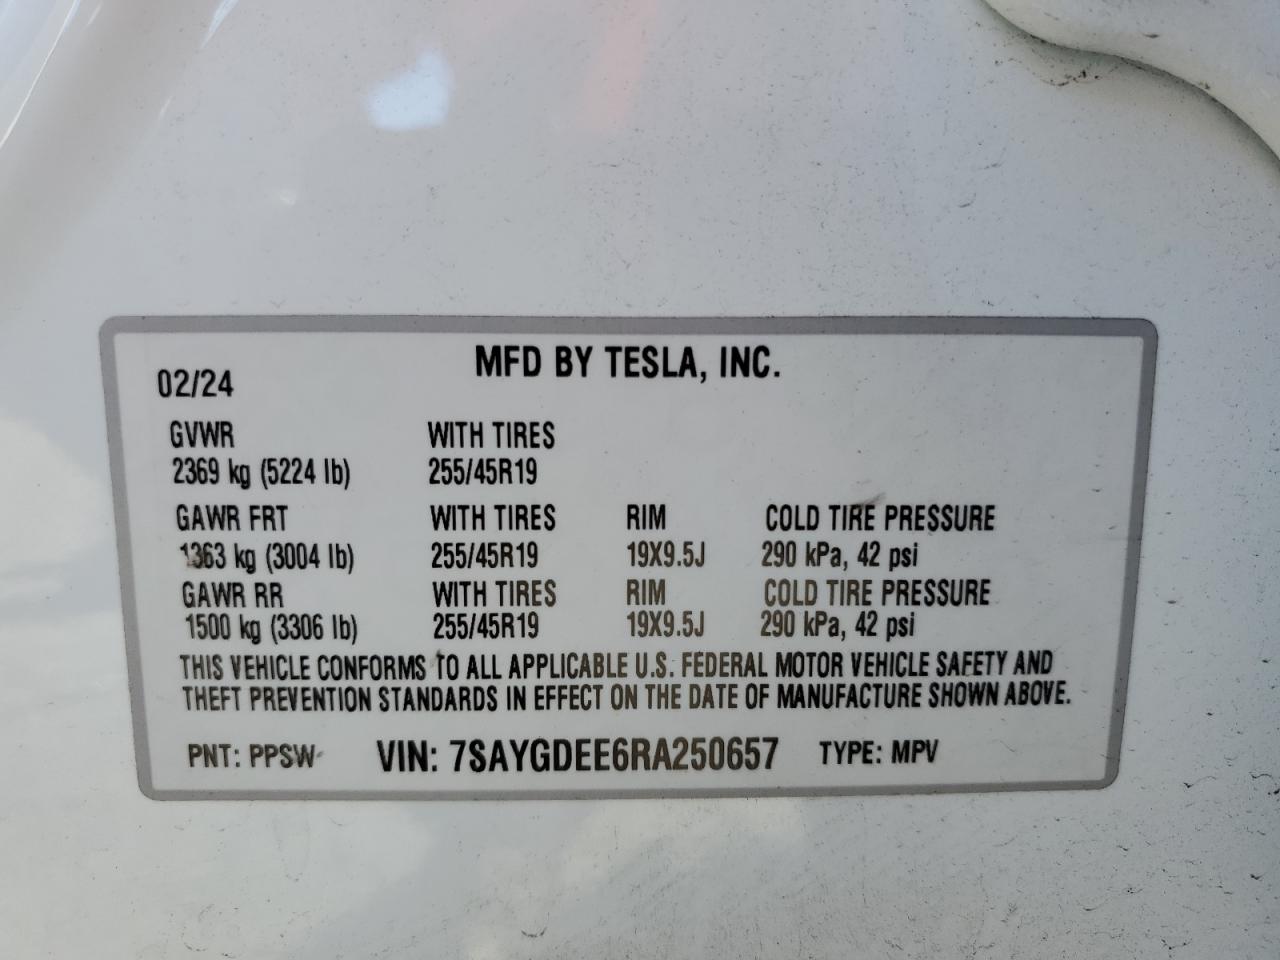 MFD BY TESLA, INC.
02/24
GVWR WITH TIRES
2369 kg (5224 lb) 255/45R19
GAWR FRT WITH TIRES RIM COLD TIRE PRESSURE
1363 kg (3004 lb) 255/45R19 19X9.5J 290 kPa, 42 psi
GAWR RR WITH TIRES RIM COLD TIRE PRESSURE
1500 kg (3306 lb) 255/45R19 19X9.5J 290 kPa, 42 psi
THIS VEHICLE CONFORMS TO ALL APPLICABLE U.S. FEDERAL MOTOR VEHICLE SAFETY AND
THEFT PREVENTION STANDARDS IN EFFECT ON THE DATE OF MANUFACTURE SHOWN ABOVE.
PNT: PPSW VIN: 7SAYGDEE6RA250657 TYPE: MPV